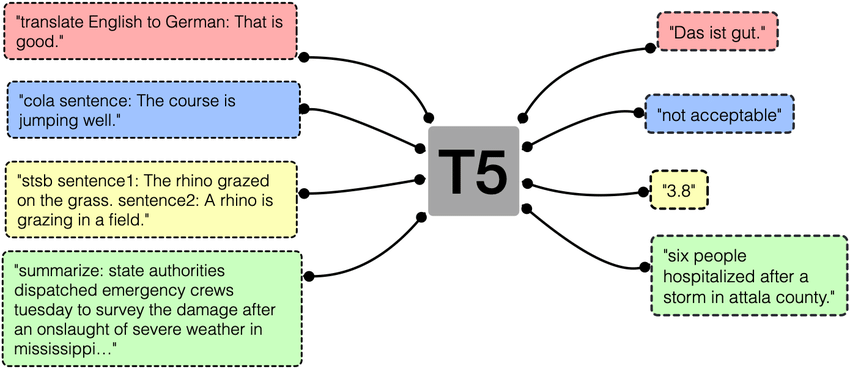 "translate English to German: That is
good."
"cola sentence: The course is
jumping well."
"stsb sentence1: The rhino grazed
on the grass. sentence2: A rhino is
grazing in a field."
"summarize: state authorities
dispatched emergency crews
tuesday to survey the damage after
an onslaught of severe weather in
mississippi…"
T5
"Das ist gut."
"not acceptable"
"3.8"
"six people
hospitalized after a
storm in attala county."